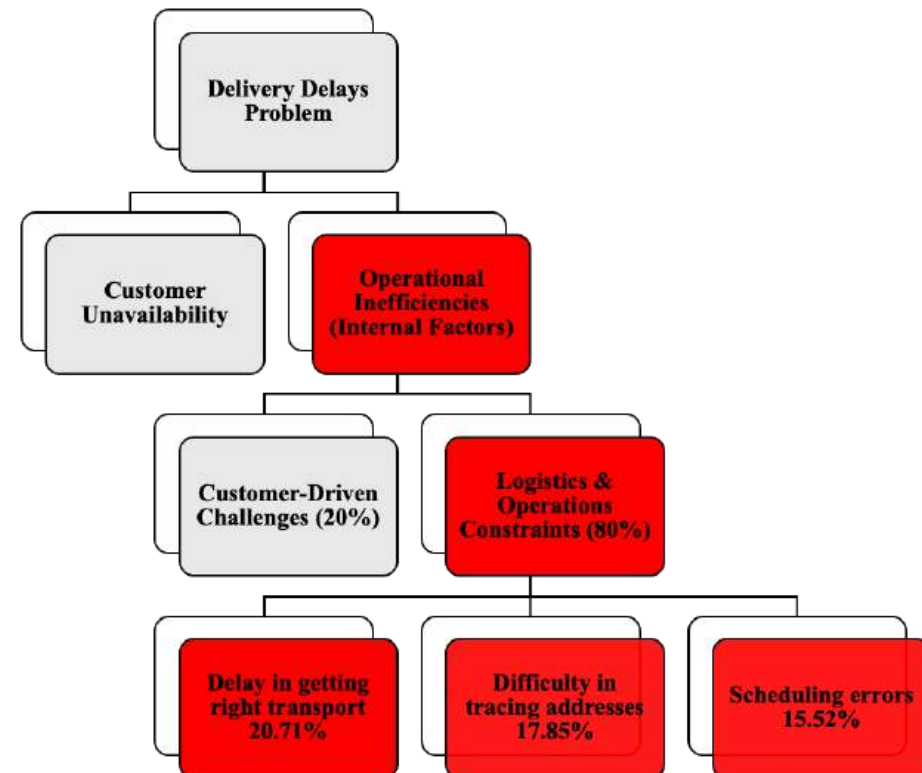 Delivery Delays
Problem
Customer
Unavailability
Operational
Inefficiencies
(Internal Factors)
Customer-Driven
Challenges (20%)
Logistics &
Operations
Constraints (80%)
Delay in getting
right transport
20.71%
Difficulty in
tracing addresses
17.85%
Scheduling errors
15.52%